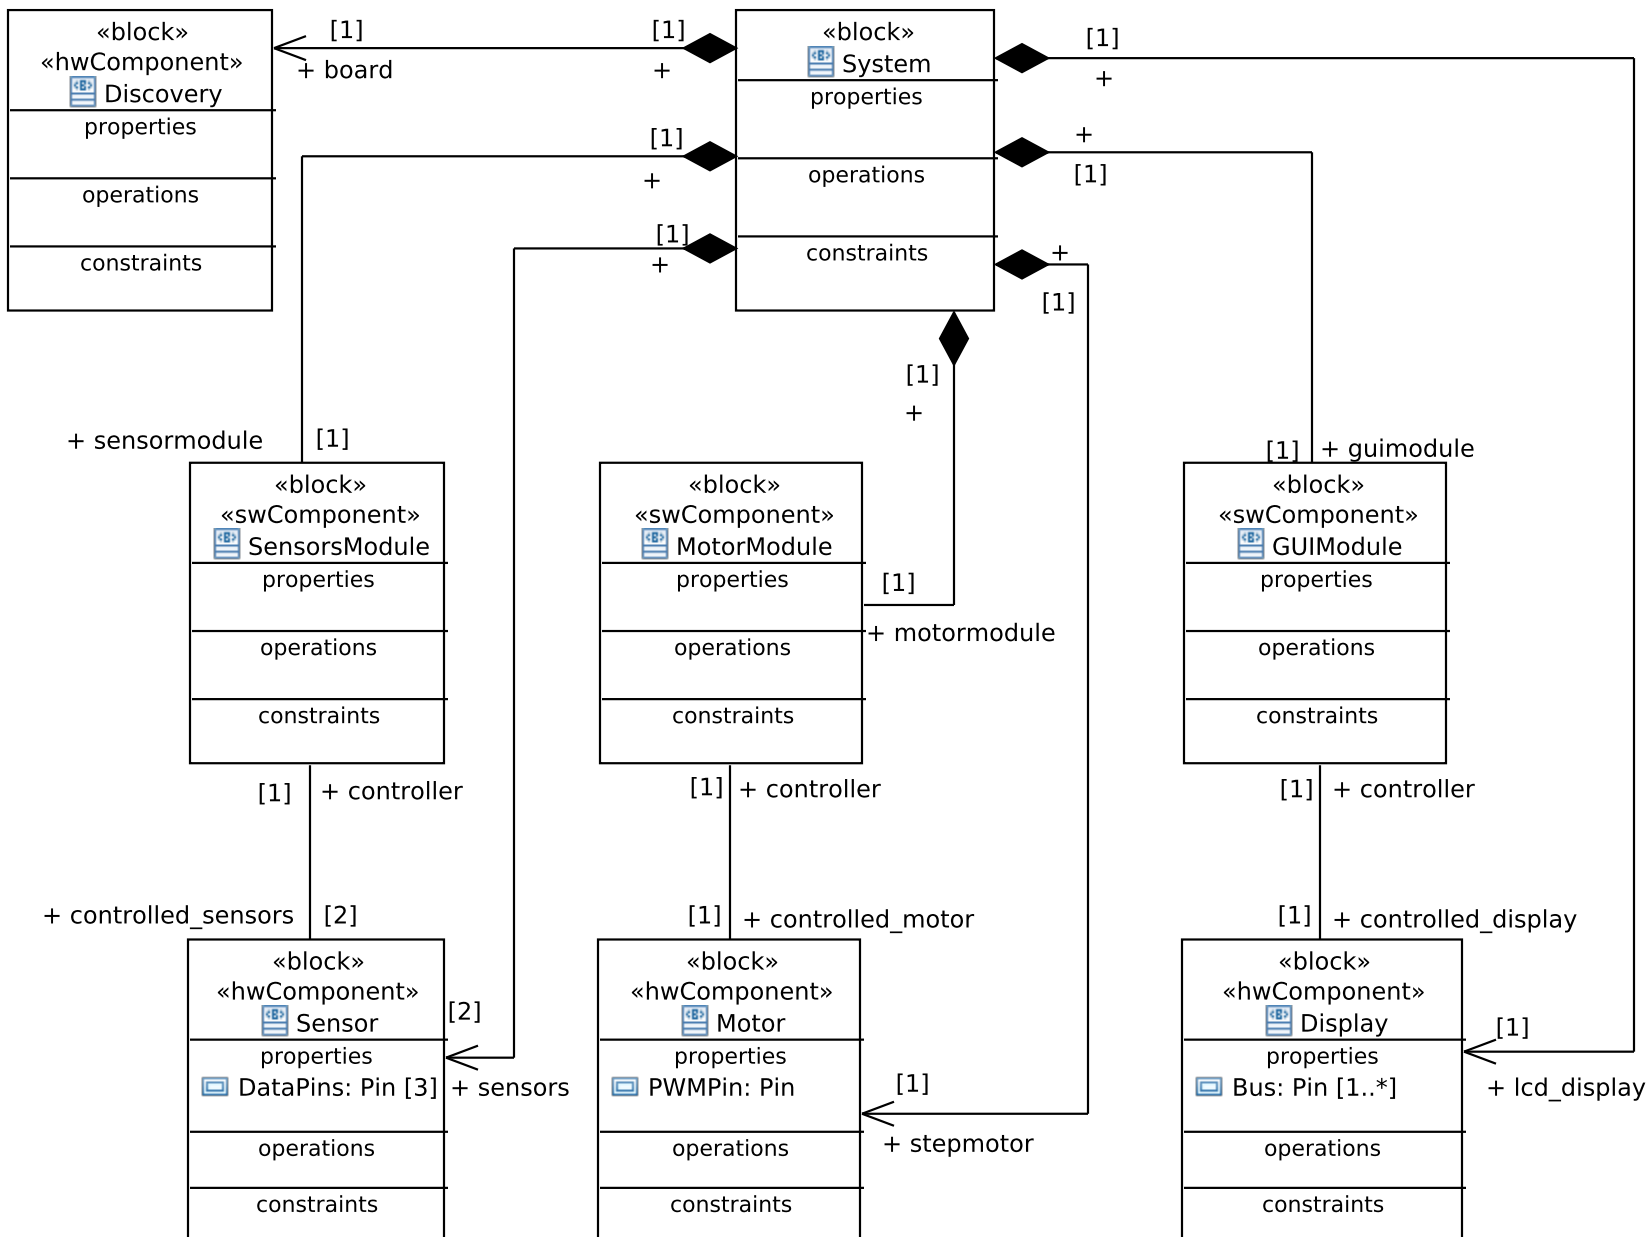 «block»
«hwComponent»
Discovery
properties
operations
constraints
[1]
+ board
[1]
+
«block»
System
properties
operations
constraints
[1]
+
[1]
+
[1]
+
+
[1]
+
[1]
[1]
+
+ sensormodule
[1]
[1]
+ guimodule
«block»
«swComponent»
SensorsModule
properties
operations
constraints
«block»
«swComponent»
MotorModule
properties
operations
constraints
[1]
+ motormodule
«block»
«swComponent»
GUIModule
properties
operations
constraints
[1]
+ controller
[1]
+ controller
[1]
+ controller
+ controlled_sensors
[2]
[1]
+ controlled_motor
[1]
+ controlled_display
«block»
«hwComponent»
Sensor
properties
DataPins: Pin [3]
operations
constraints
[2]
+ sensors
«block»
«hwComponent»
Motor
properties
PWMPin: Pin
operations
constraints
[1]
+ stepmotor
«block»
«hwComponent»
Display
properties
Bus: Pin [1..*]
operations
constraints
[1]
+ lcd_display